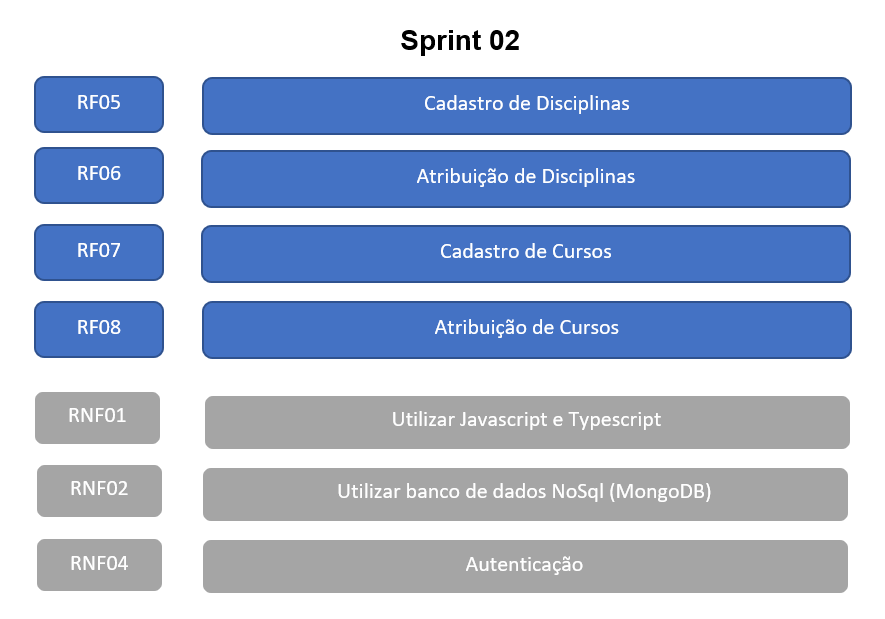 Sprint 02
RF05 Cadastro de Disciplinas
RF06 Atribuição de Disciplinas
RF07 Cadastro de Cursos
RF08 Atribuição de Cursos
RNF01 Utilizar Javascript e Typescript
RNF02 Utilizar banco de dados NoSql (MongoDB)
RNF04 Autenticação